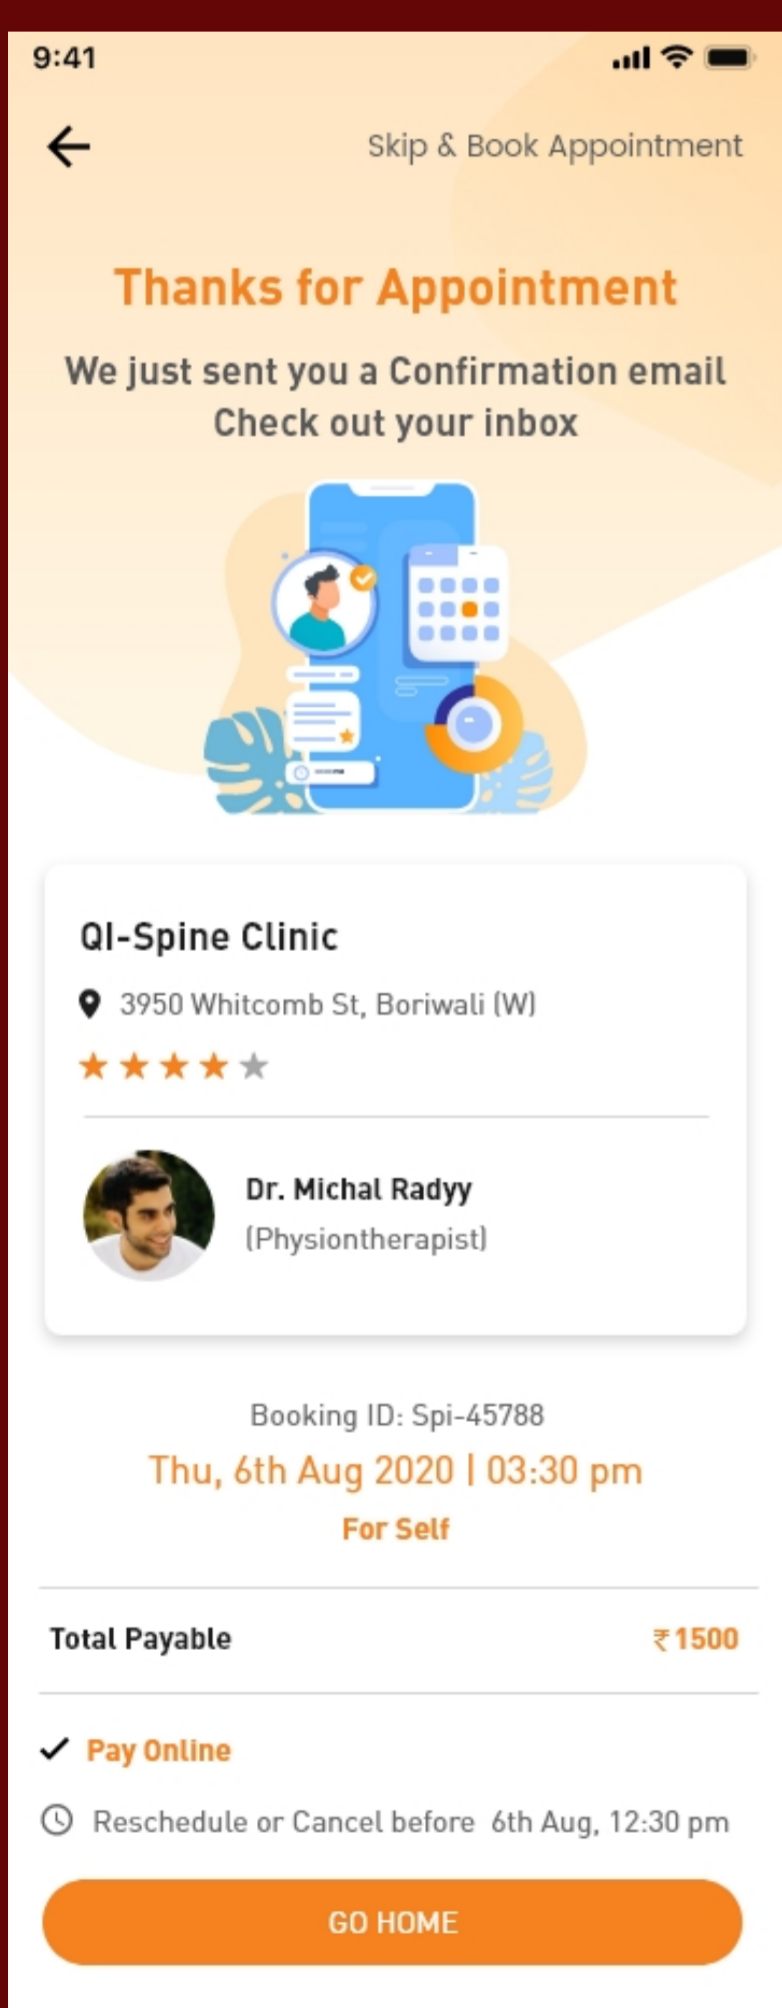 9:41
Skip & Book Appointment
Thanks for Appointment
We just sent you a Confirmation email
Check out your inbox
QI-Spine Clinic
3950 Whitcomb St, Boriwali (W)
Dr. Michal Radyy
(Physiontherapist)
Booking ID: Spi-45788
Thu, 6th Aug 2020 | 03:30 pm
For Self
Total Payable ₹1500
Pay Online
Reschedule or Cancel before 6th Aug, 12:30 pm
GO HOME